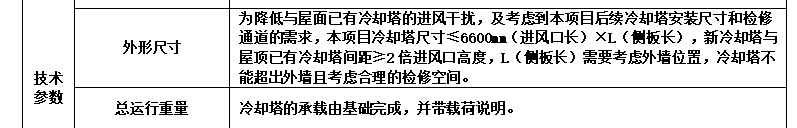 技术
参数
外形尺寸
为降低与屋面已有冷却塔的进风干扰，及考虑到本项目后续冷却塔安装尺寸和检修
通道的需求，本项目冷却塔尺寸≤6600mm（进风口长）×L（侧板长），新冷却塔与
屋顶已有冷却塔间距≥2倍进风口高度，L（侧板长）需要考虑外墙位置，冷却塔不
能超出外墙且考虑合理的检修空间。
总运行重量
冷却塔的承载由基础完成，并带载荷说明。